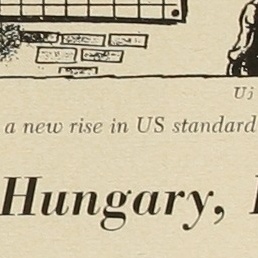 Uj
a new rise in US standard
Hungary,